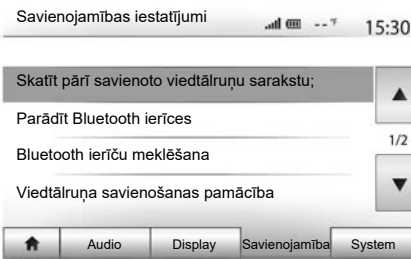 Savienojamības iestatījumi
-- °F 15:30
Skatīt pārī savienoto viedtālruņu sarakstu;
Parādīt Bluetooth ierīces
1/2
Bluetooth ierīču meklēšana
Viedtālruņa savienošanas pamācība
Audio Display Savienojamība System